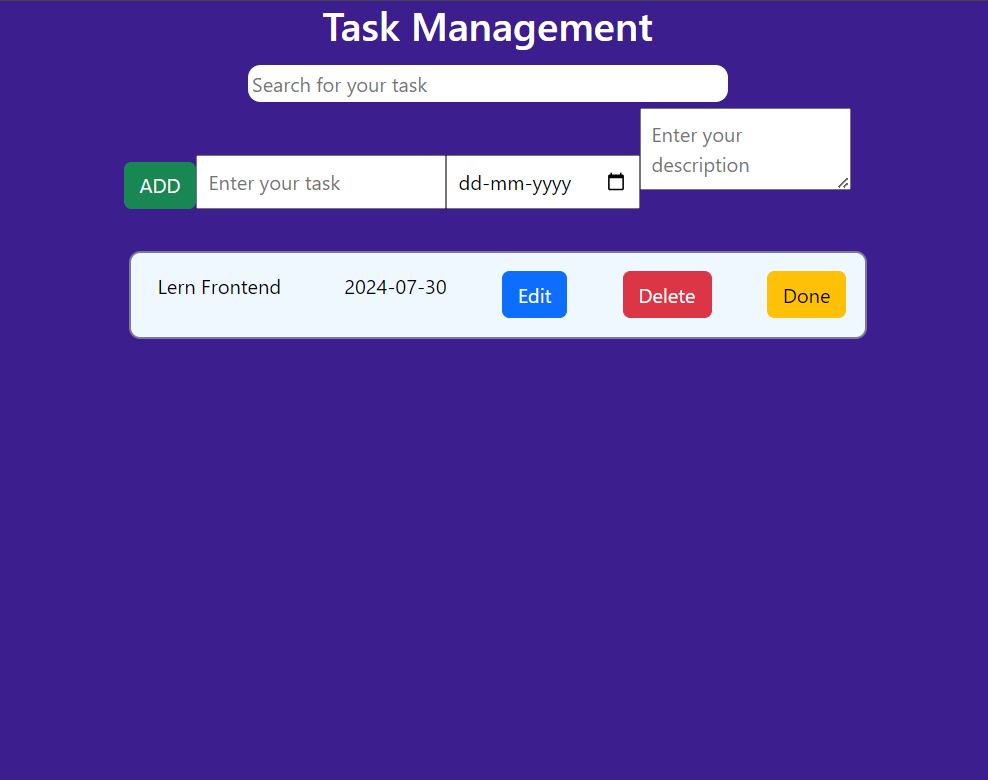 Task Management
Search for your task
ADD
Enter your task
dd-mm-yyyy
Enter your
description
Lern Frontend
2024-07-30
Edit
Delete
Done